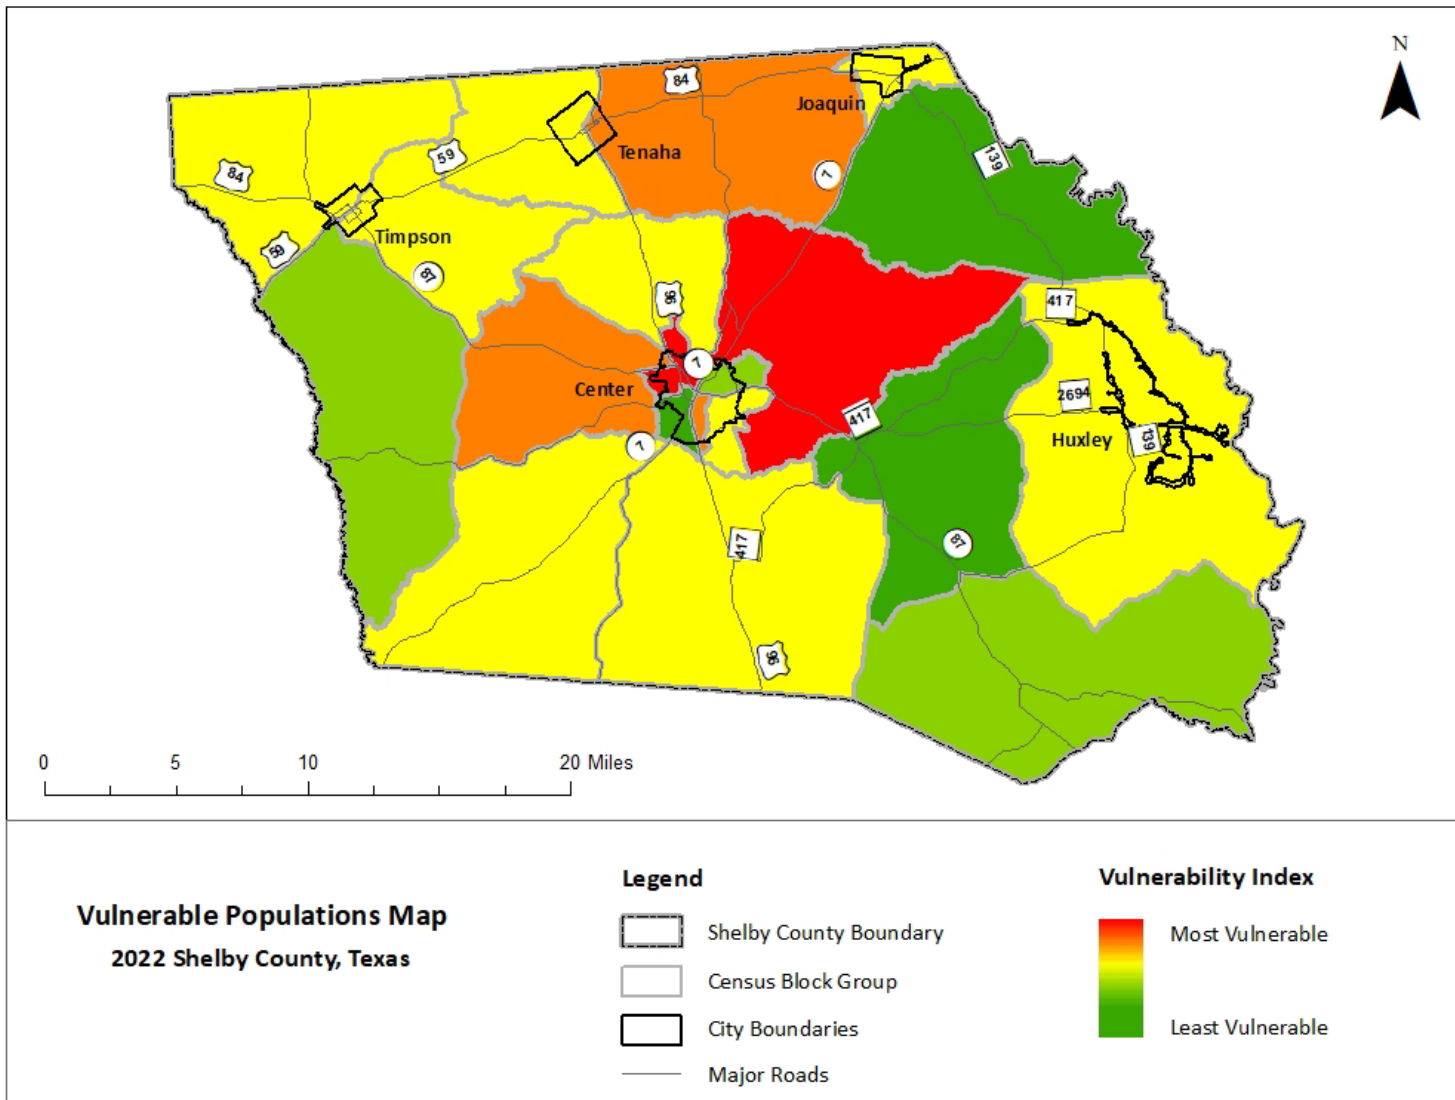 N
84
Joaquin
59
Tenaha
139
84
7
Timpson
59
87
96
417
7
Center
2694
417
Huxley
139
7
417
87
96
0 5 10 20 Miles
Vulnerable Populations Map
2022 Shelby County, Texas
Legend
Shelby County Boundary
Census Block Group
City Boundaries
Major Roads
Vulnerability Index
Most Vulnerable
Least Vulnerable